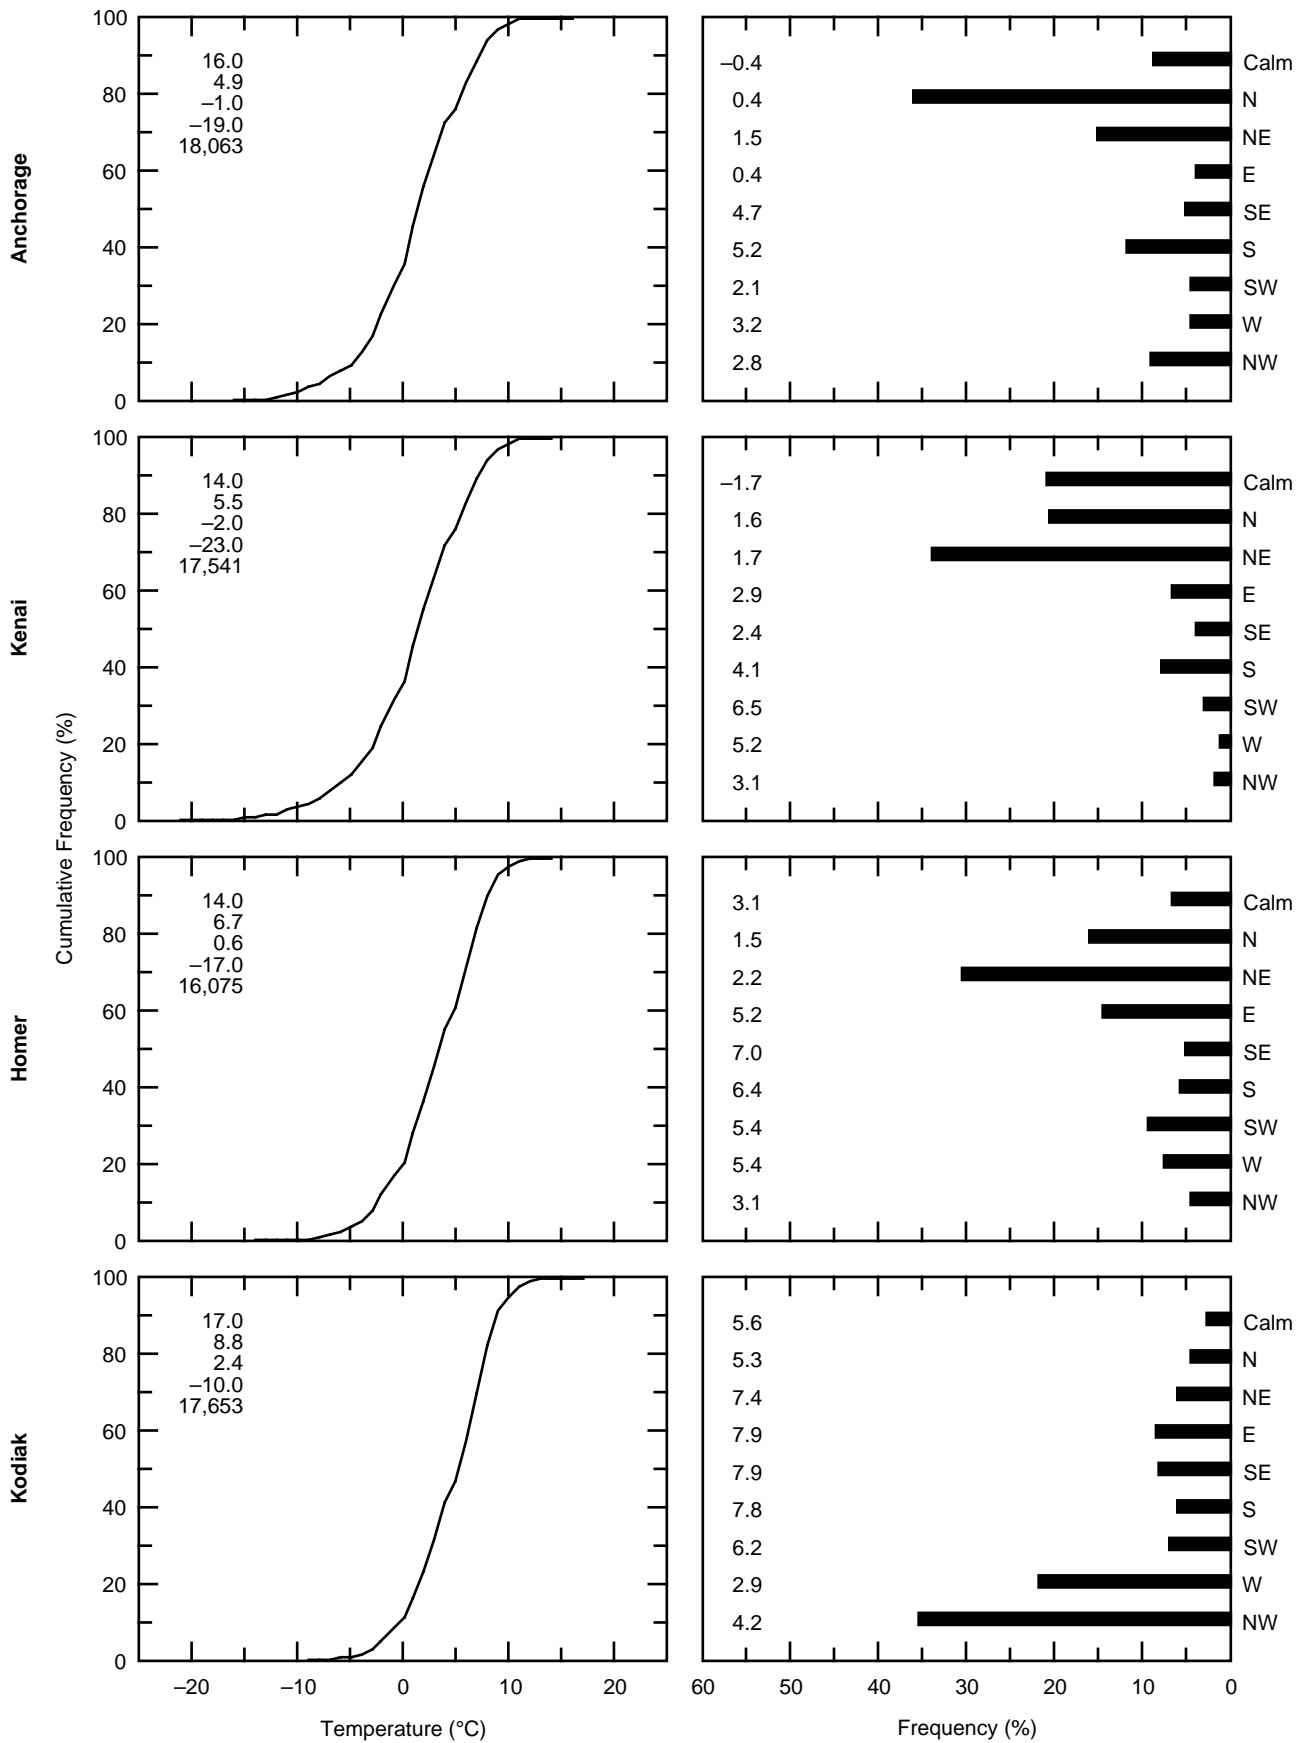 Anchorage
100
80
60
40
20
0
16.0
4.9
–1.0
–19.0
18,063
–0.4 Calm
0.4 N
1.5 NE
0.4 E
4.7 SE
5.2 S
2.1 SW
3.2 W
2.8 NW
Kenai
100
80
60
40
20
0
14.0
5.5
–2.0
–23.0
17,541
–1.7 Calm
1.6 N
1.7 NE
2.9 E
2.4 SE
4.1 S
6.5 SW
5.2 W
3.1 NW
Cumulative Frequency (%)
Homer
100
80
60
40
20
0
14.0
6.7
0.6
–17.0
16,075
3.1 Calm
1.5 N
2.2 NE
5.2 E
7.0 SE
6.4 S
5.4 SW
5.4 W
3.1 NW
Kodiak
100
80
60
40
20
0
17.0
8.8
2.4
–10.0
17,653
5.6 Calm
5.3 N
7.4 NE
7.9 E
7.9 SE
7.8 S
6.2 SW
2.9 W
4.2 NW
–20 –10 0 10 20
60 50 40 30 20 10 0
Temperature (°C)
Frequency (%)